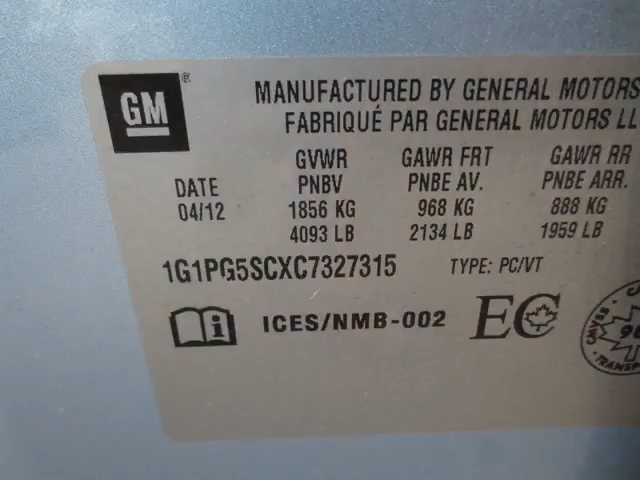 GM ®
MANUFACTURED BY GENERAL MOTORS
FABRIQUÉ PAR GENERAL MOTORS LL
GVWR GAWR FRT GAWR RR
DATE PNBV PNBE AV. PNBE ARR.
04/12 1856 KG 968 KG 888 KG
4093 LB 2134 LB 1959 LB
1G1PG5SCXC7327315 TYPE: PC/VT
i ICES/NMB-002 EC